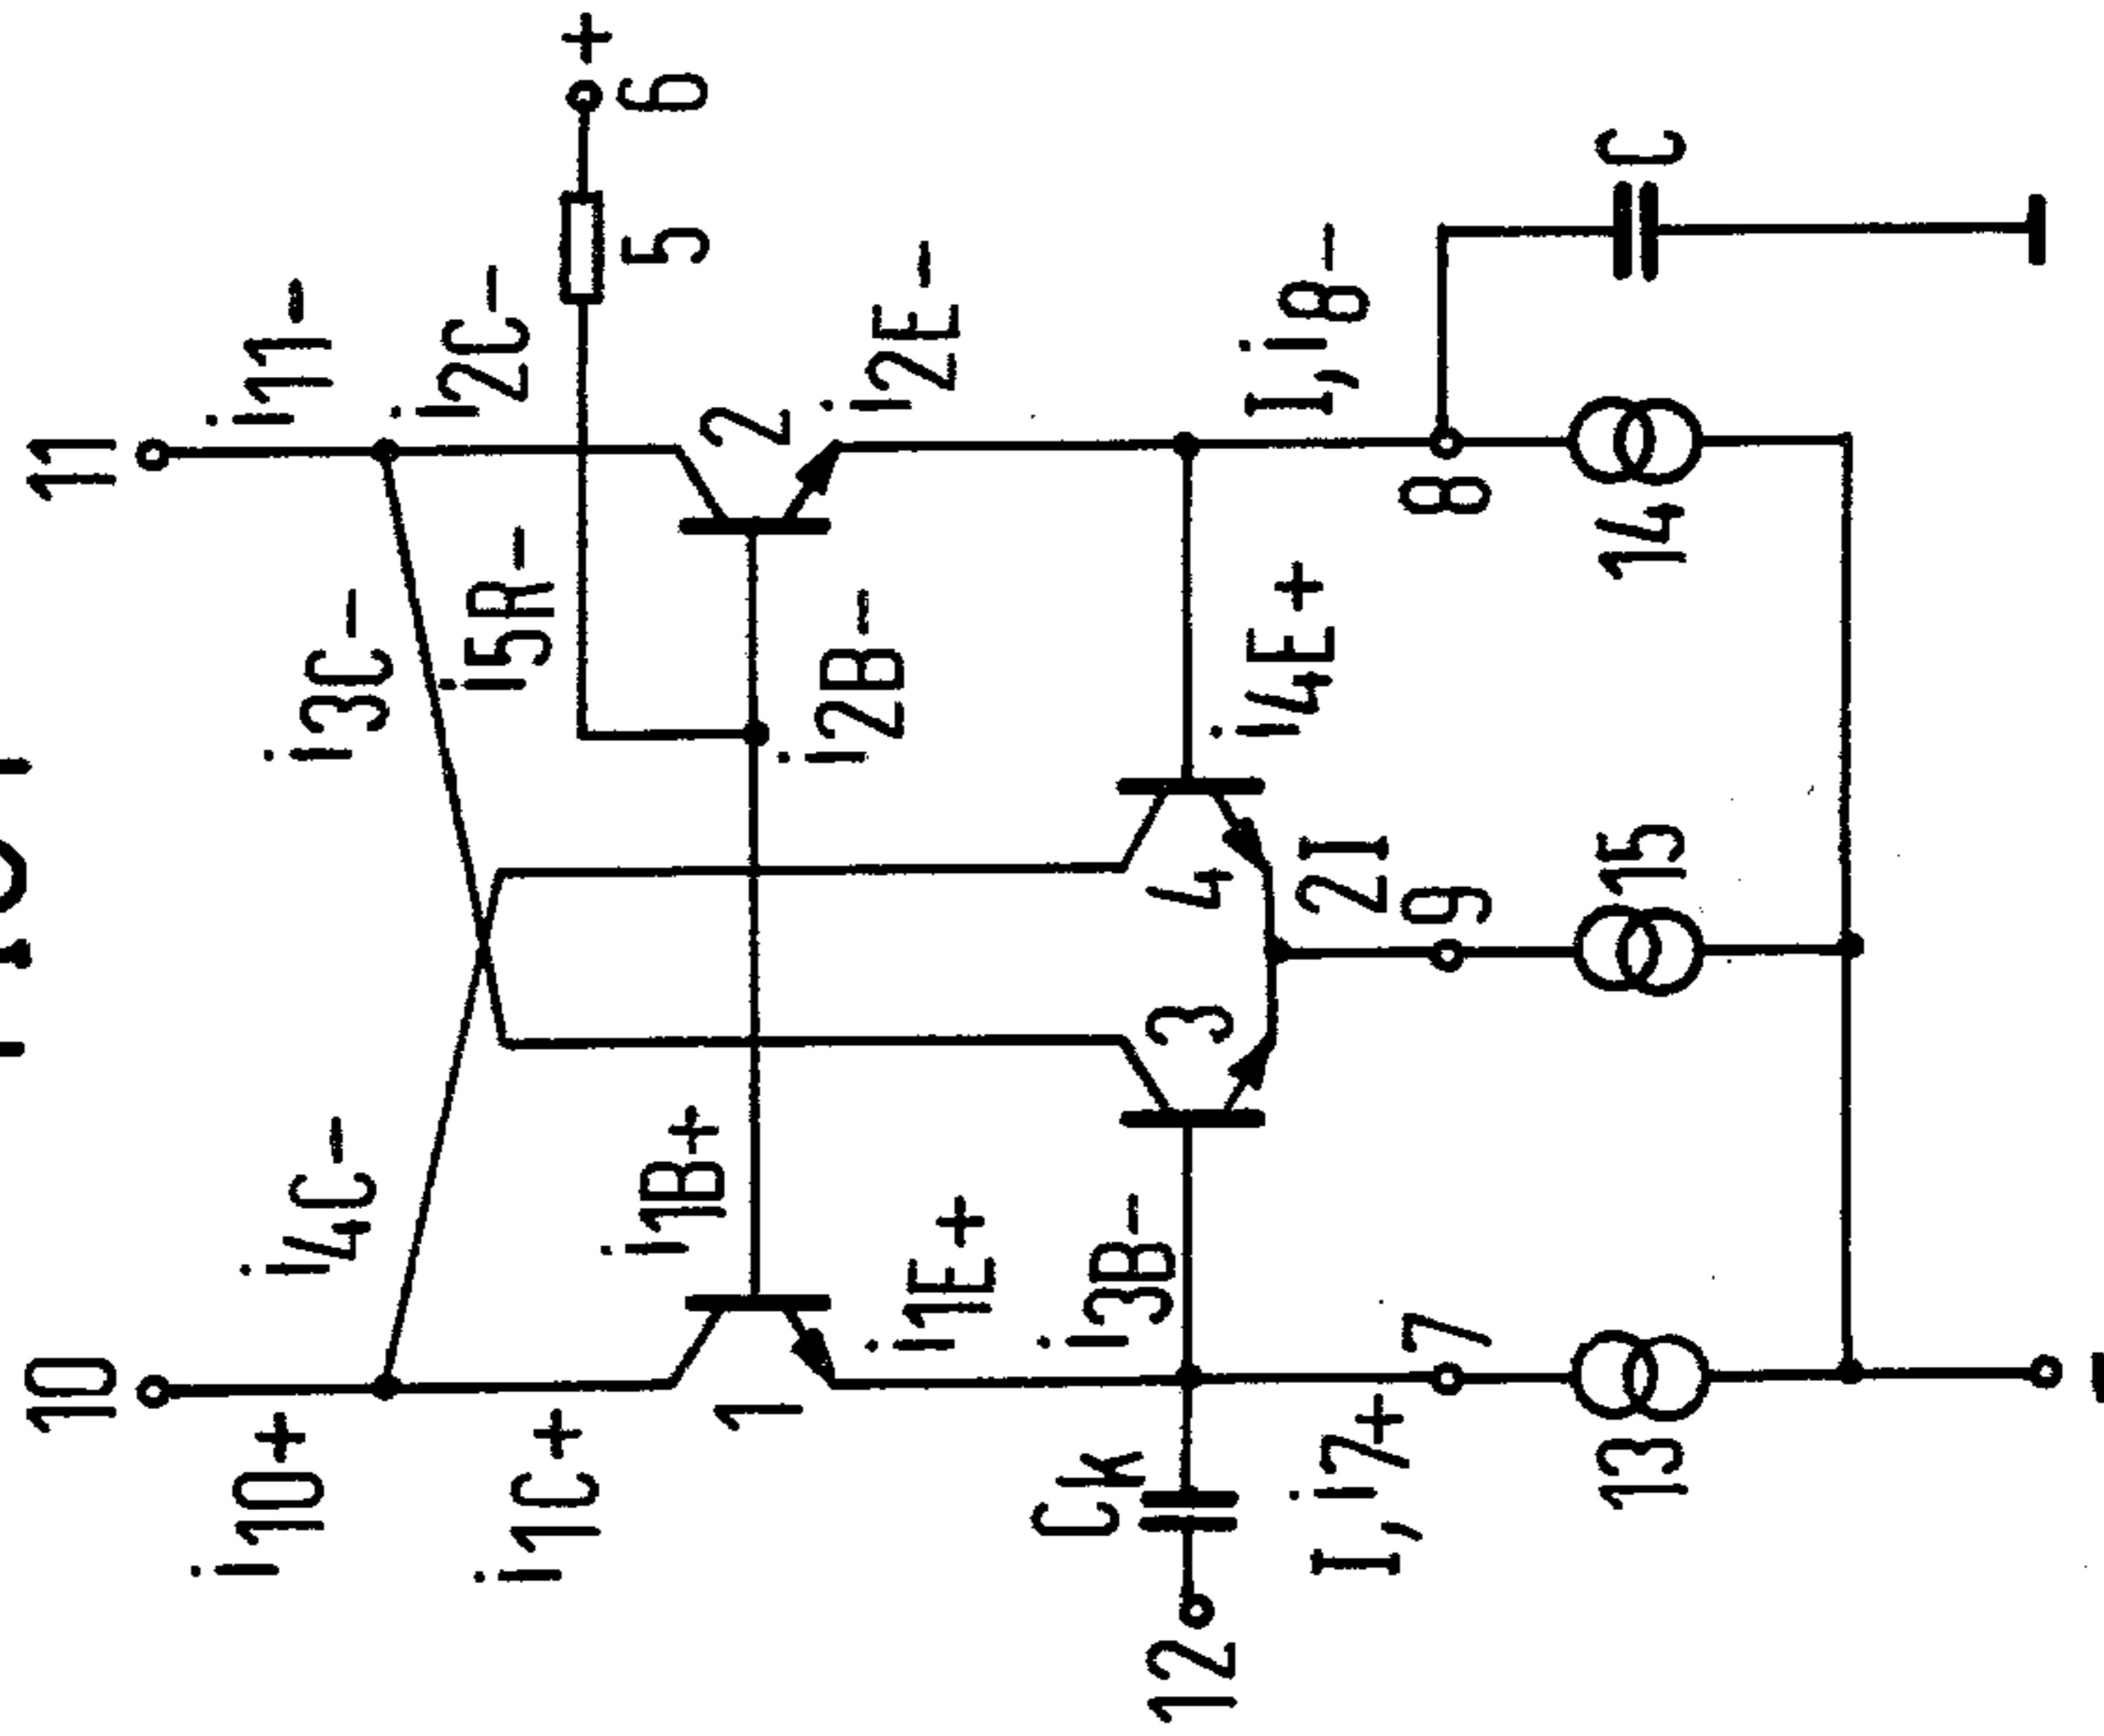 10
11
i10+
i11-
i4C-
i3C-
i1C+
i2C-
i5R-
+
6
5
i1B+
i2B-
1
2
i1E+
i2E-
i3B-
Ck
12
3
4
i4E+
2I
I,i7+
I,i8-
7
9
8
13
15
14
C